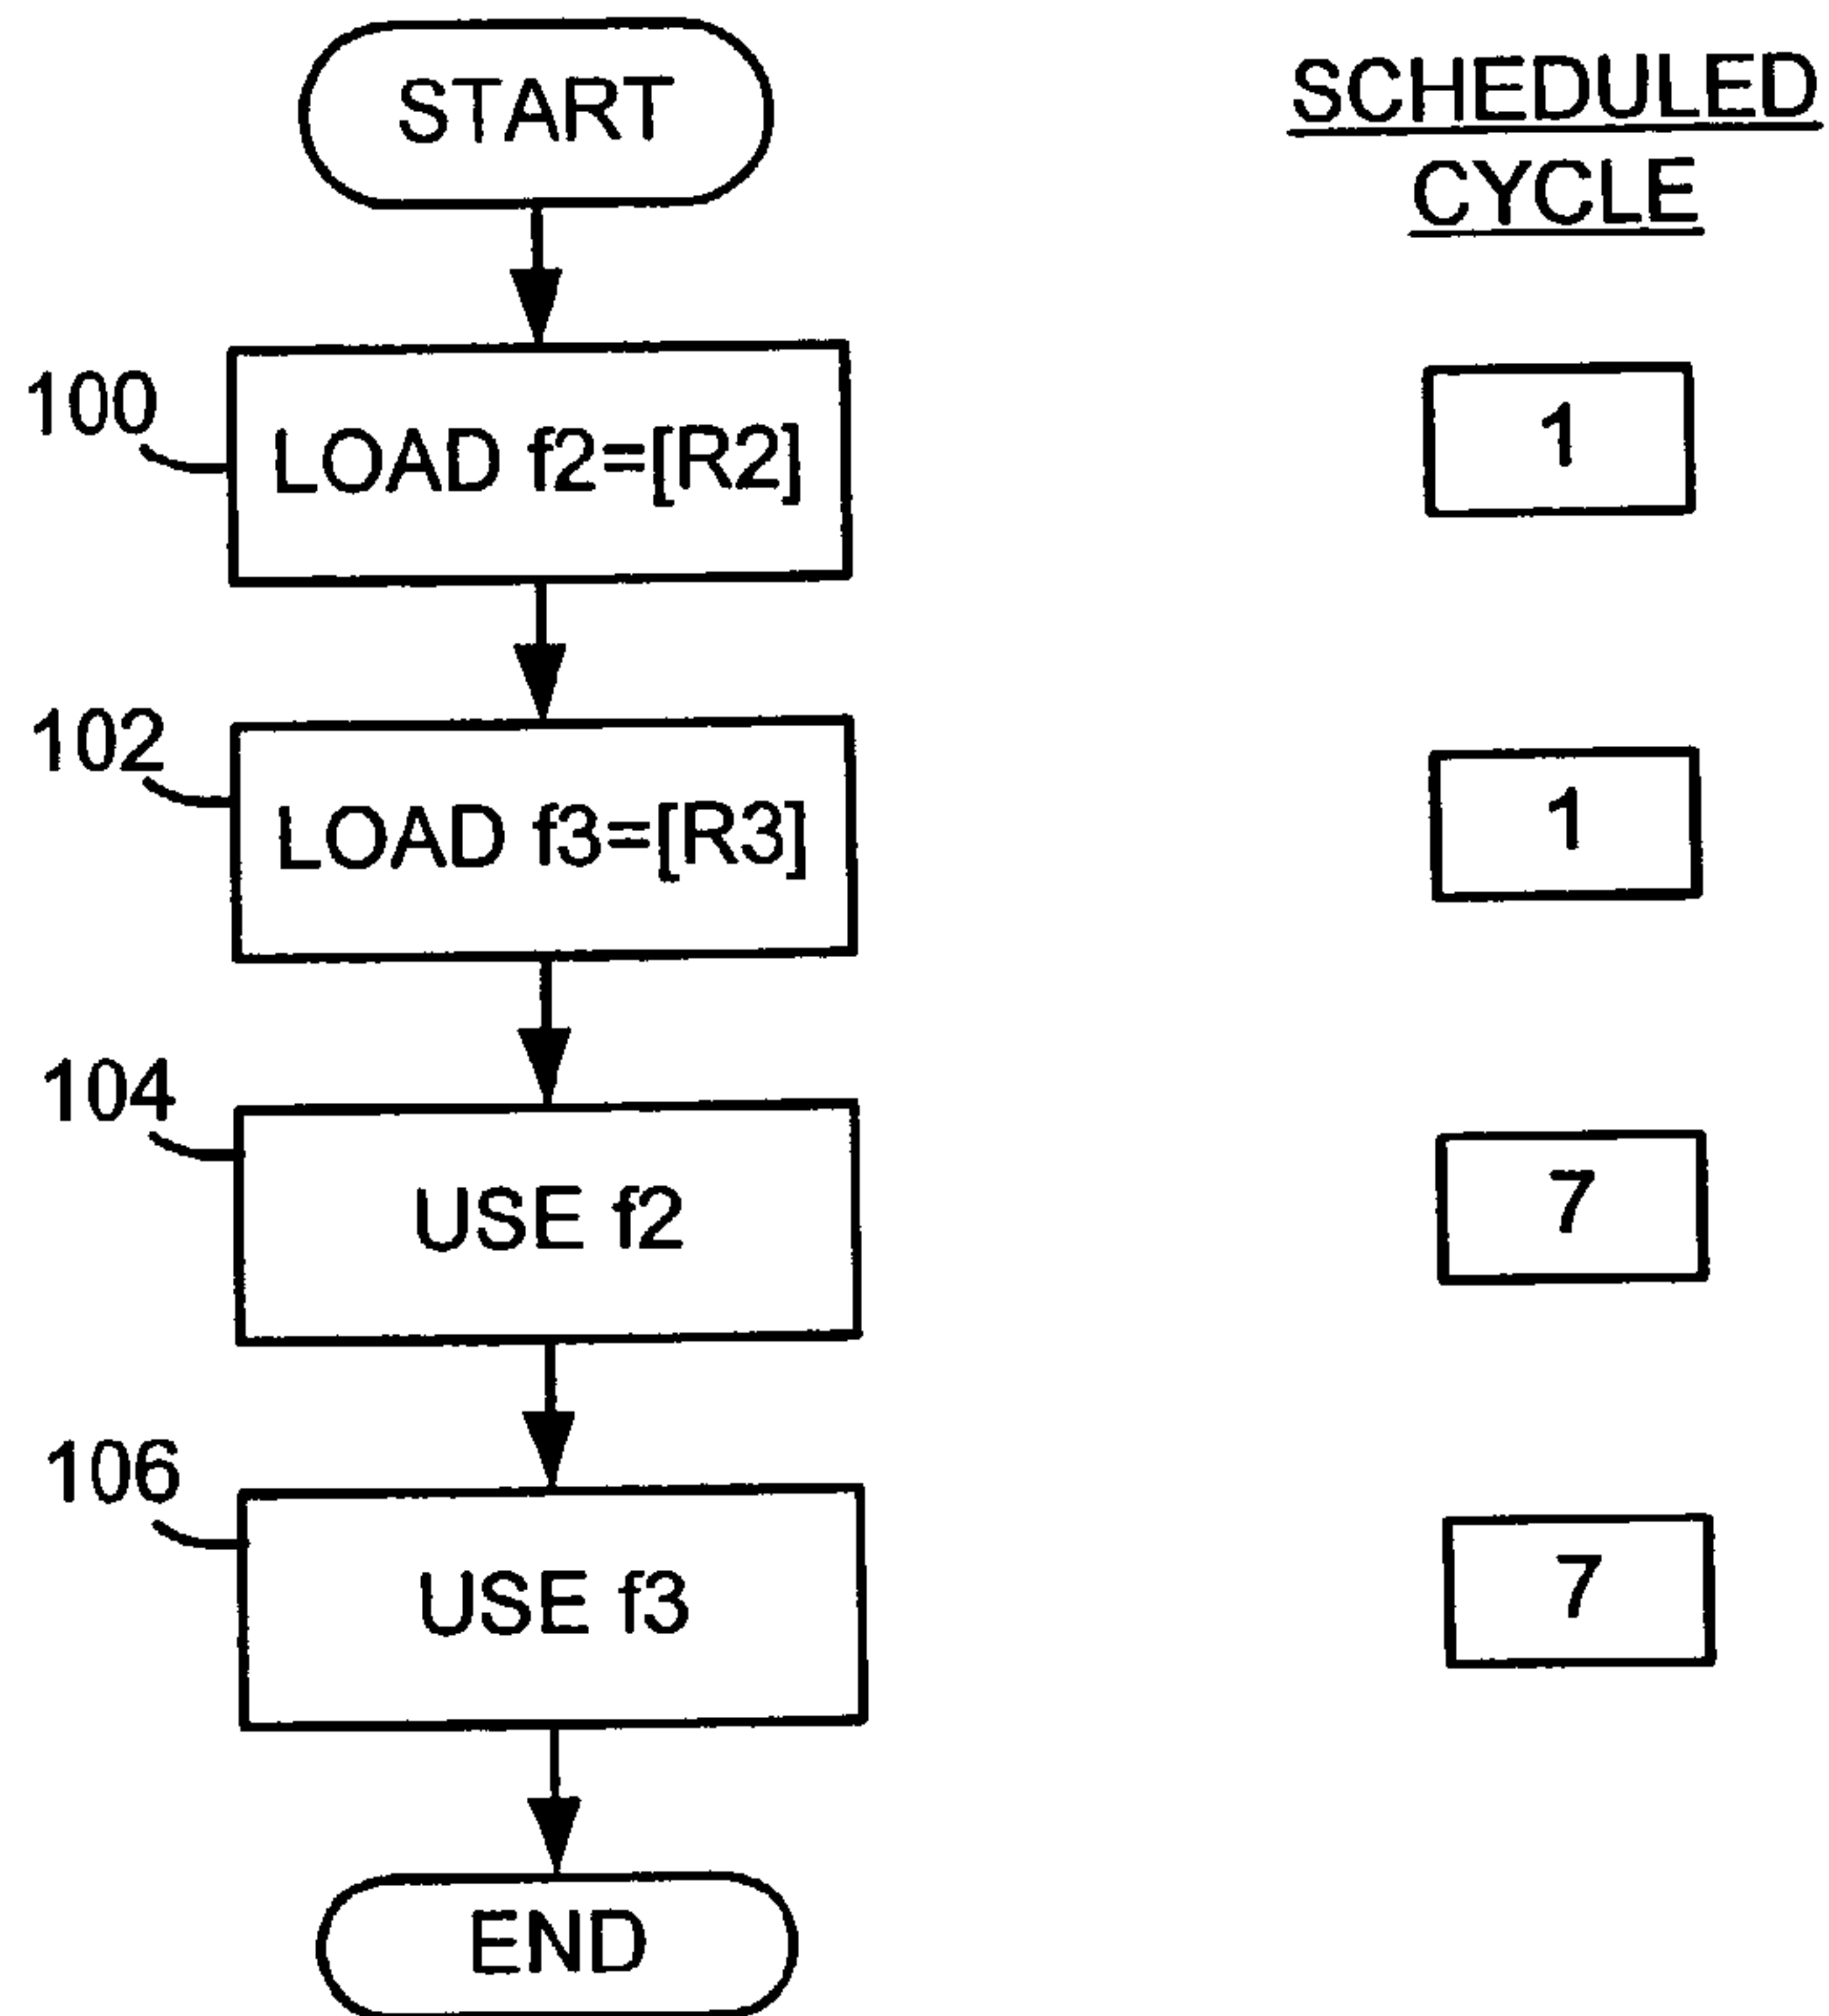 START
SCHEDULED
CYCLE
100
LOAD f2=[R2]
1
102
LOAD f3=[R3]
1
104
USE f2
7
106
USE f3
7
END